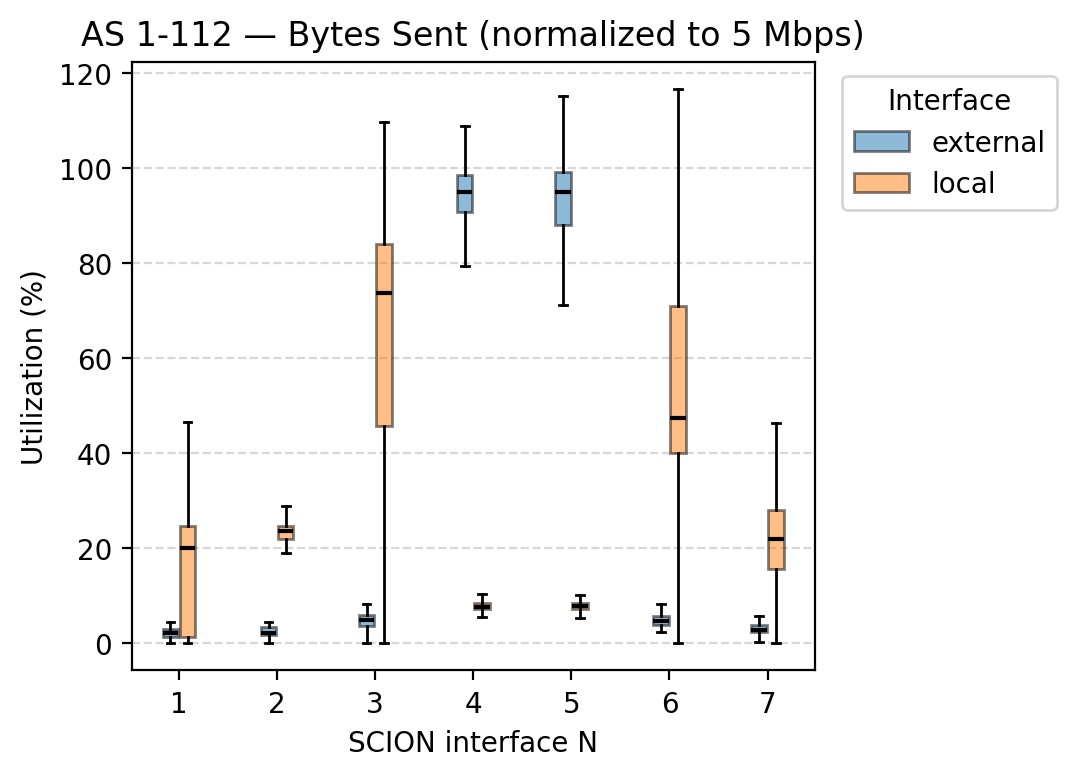 AS 1-112 — Bytes Sent (normalized to 5 Mbps)
Utilization (%)
120
100
80
60
40
20
0
1 2 3 4 5 6 7
SCION interface N
Interface
external
local